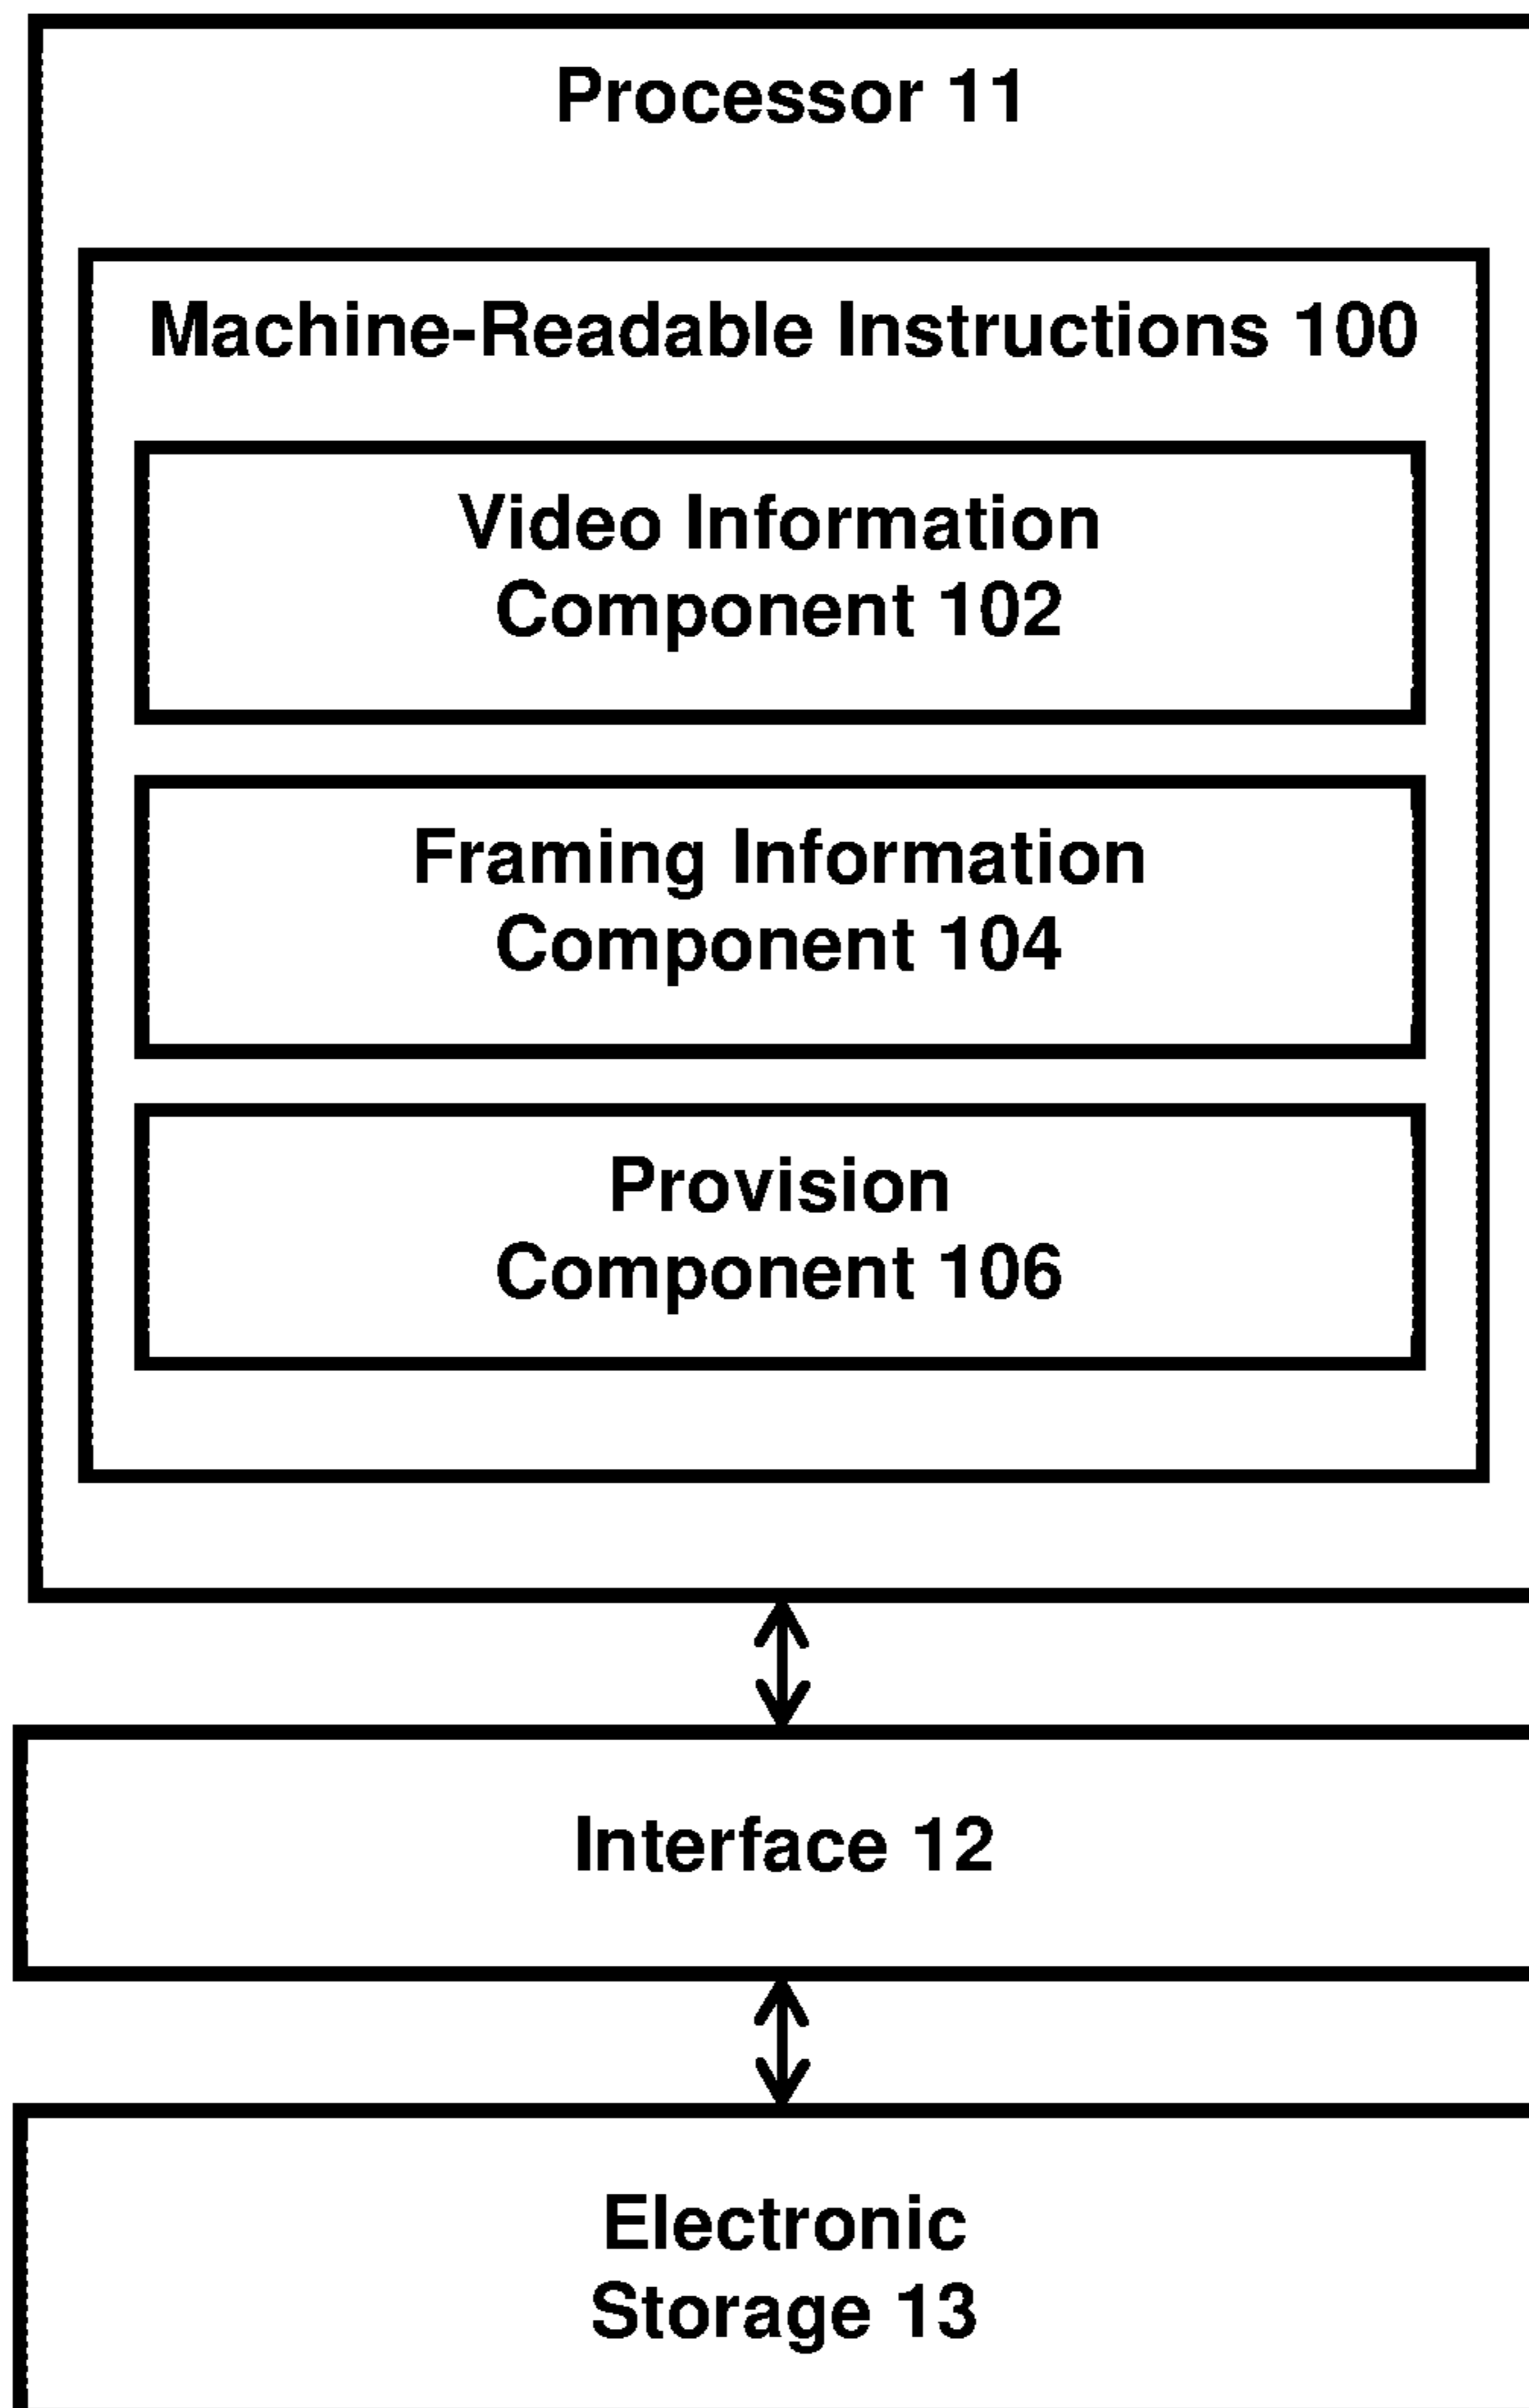 Processor 11
Machine-Readable Instructions 100
Video Information
Component 102
Framing Information
Component 104
Provision
Component 106
Interface 12
Electronic
Storage 13